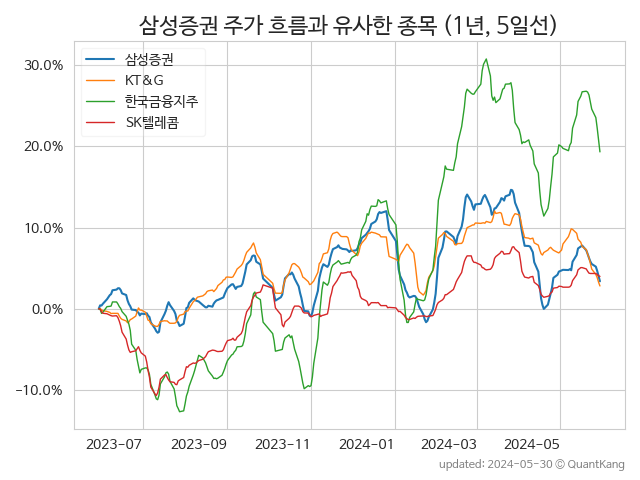 삼성증권 주가 흐름과 유사한 종목 (1년, 5일선)
삼성증권
KT&G
한국금융지주
SK텔레콤
30.0%
20.0%
10.0%
0.0%
−10.0%
2023-07 2023-09 2023-11 2024-01 2024-03 2024-05
updated: 2024-05-30 ⓒ QuantKang